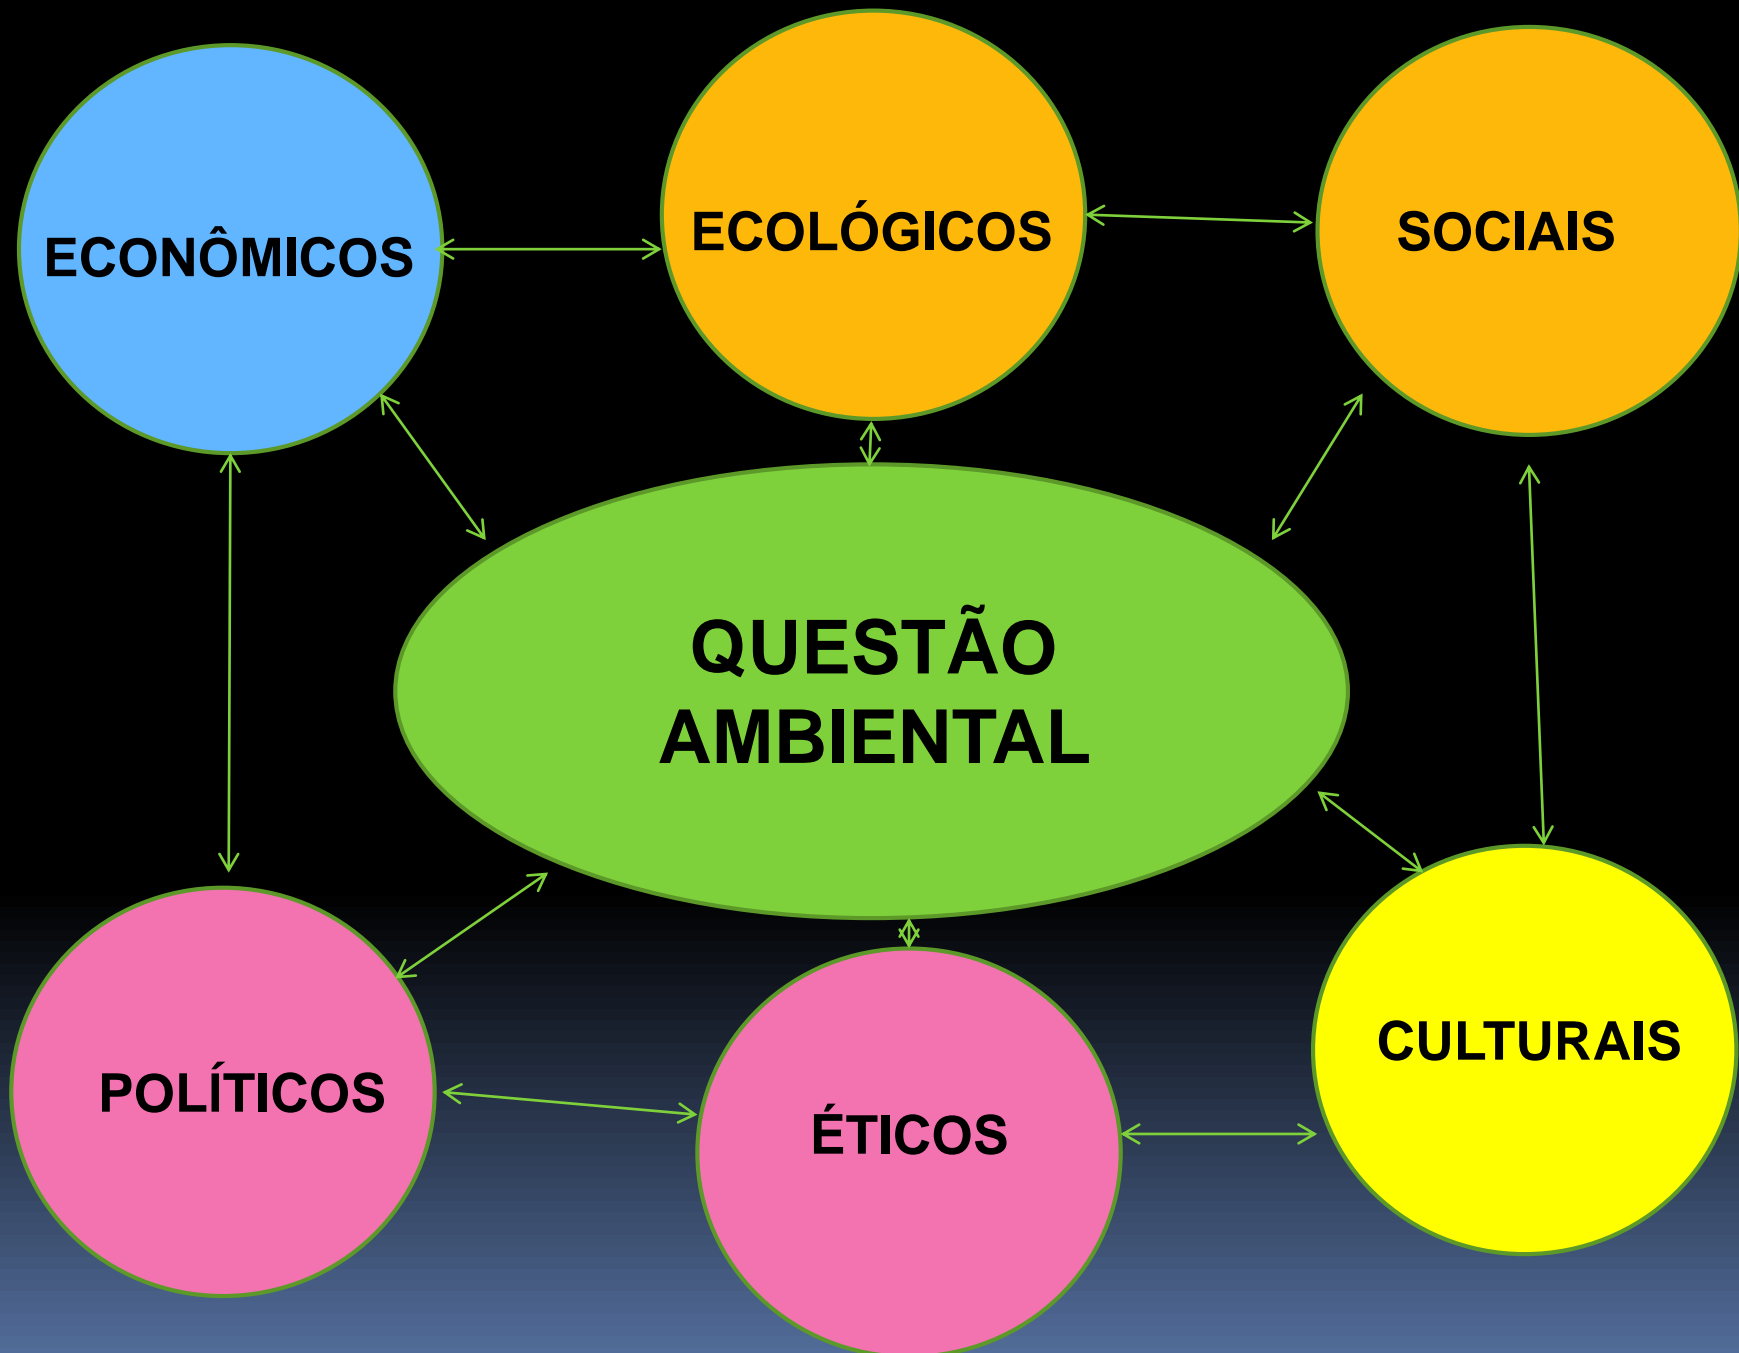 ECONÔMICOS
ECOLÓGICOS
SOCIAIS
QUESTÃO
AMBIENTAL
POLÍTICOS
ÉTICOS
CULTURAIS